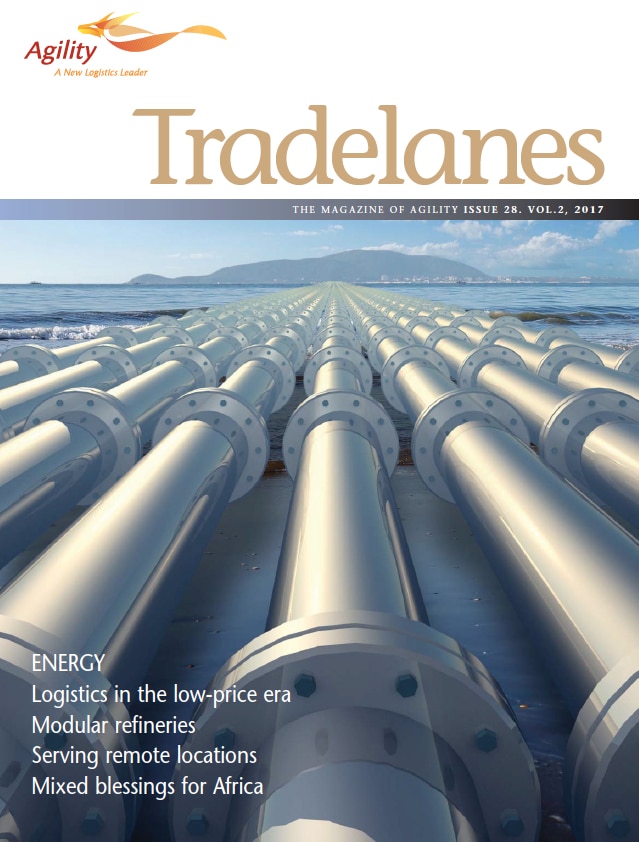 Agility
A New Logistics Leader
Tradelanes
THE MAGAZINE OF AGILITY ISSUE 28. VOL.2, 2017
ENERGY
Logistics in the low-price era
Modular refineries
Serving remote locations
Mixed blessings for Africa